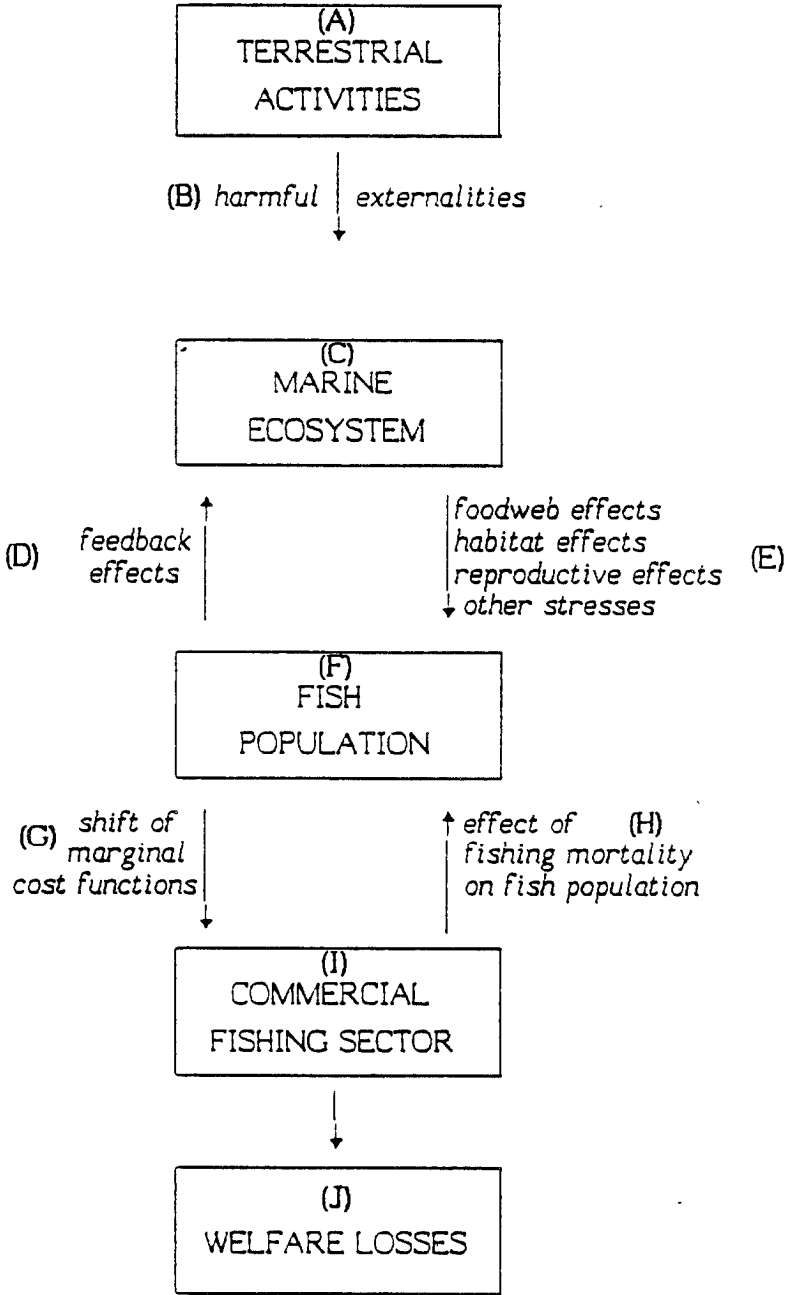 (A)
TERRESTRIAL
ACTIVITIES
(B) harmful externalities
(C)
MARINE
ECOSYSTEM
(D) feedback
effects
foodweb effects
habitat effects
reproductive effects
other stresses
(E)
(F)
FISH
POPULATION
(G) shift of
marginal
cost functions
effect of (H)
fishing mortality
on fish population
(I)
COMMERCIAL
FISHING SECTOR
(J)
WELFARE LOSSES